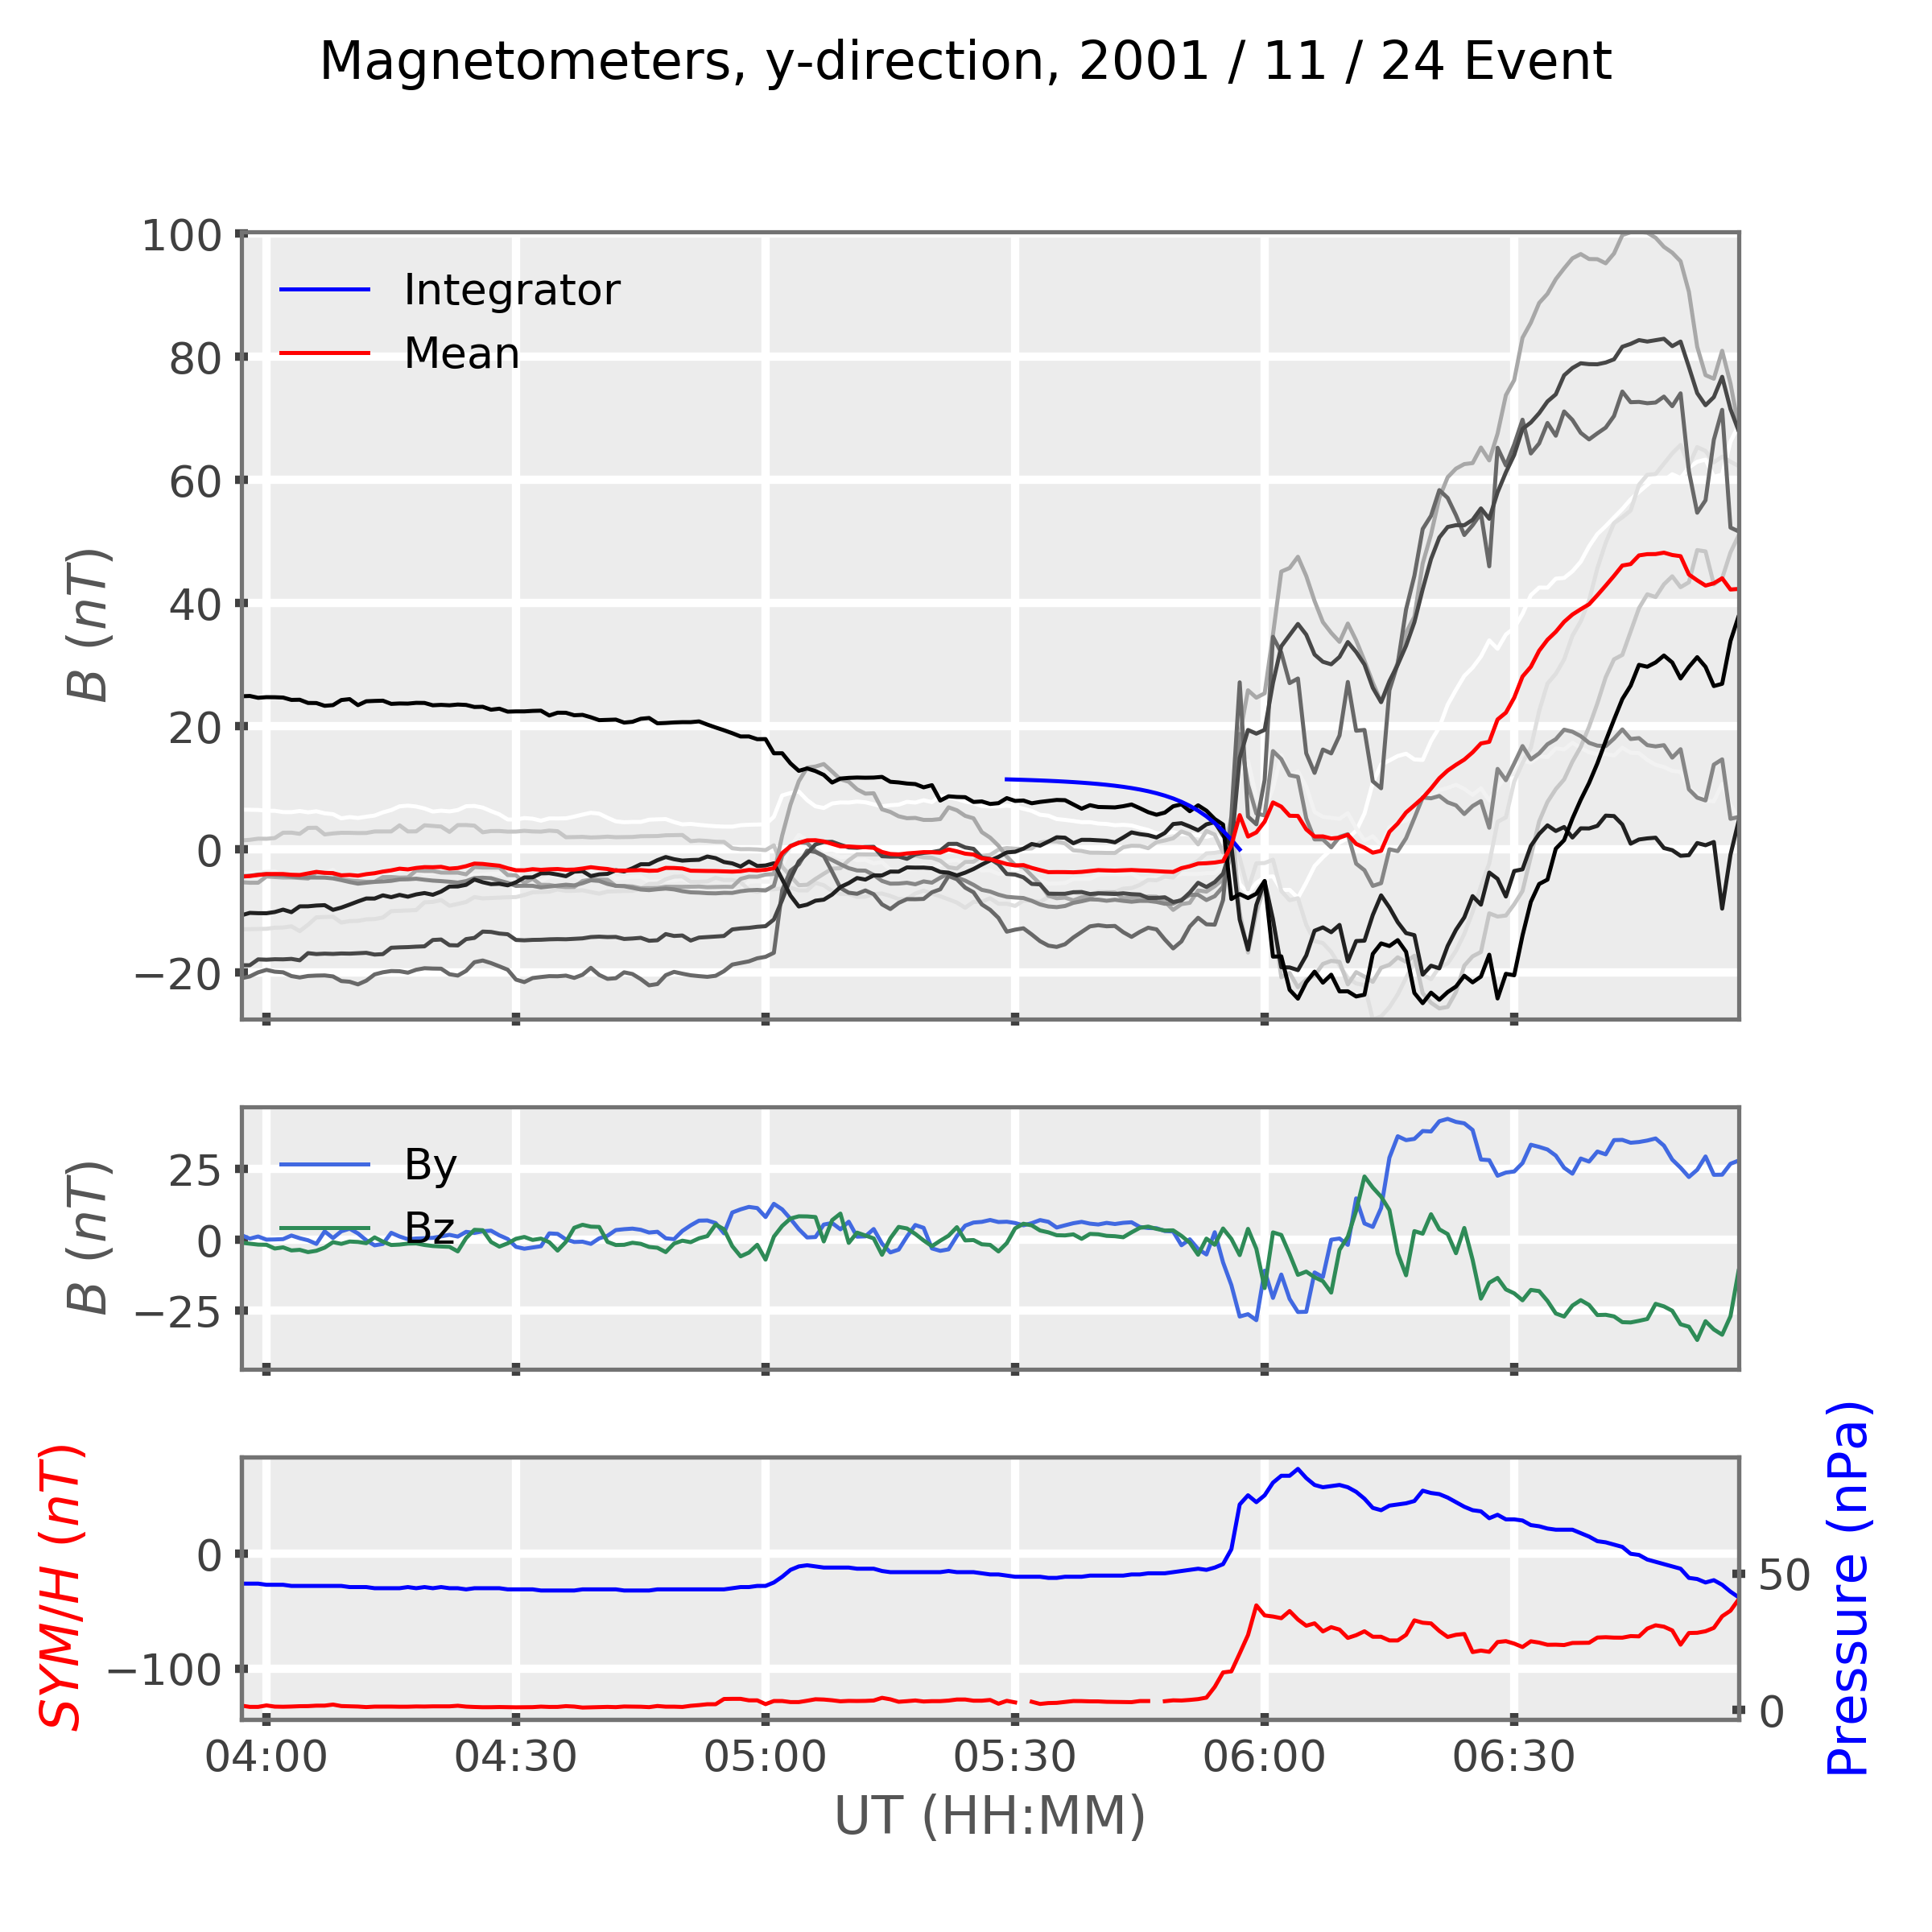 Magnetometers, y-direction, 2001 / 11 / 24 Event
100
80
60
40
20
0
−20
B (nT)
Integrator
Mean
25
0
−25
B (nT)
By
Bz
0
−100
SYM/H (nT)
50
0
Pressure (nPa)
04:00 04:30 05:00 05:30 06:00 06:30
UT (HH:MM)